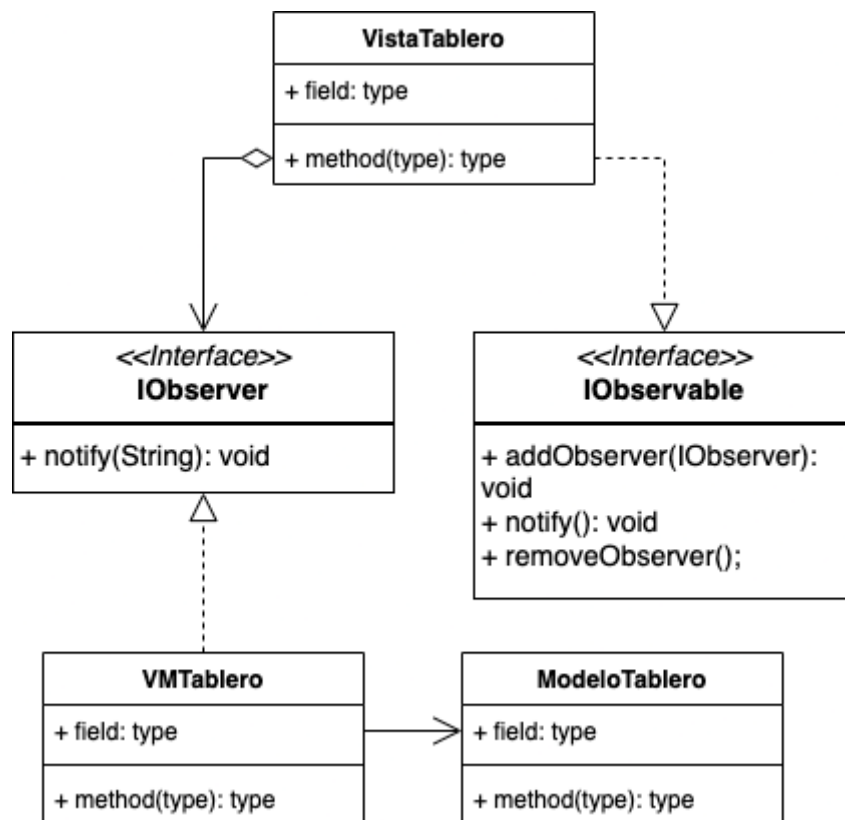 VistaTablero
+ field: type
+ method(type): type
<<Interface>>
IObserver
+ notify(String): void
<<Interface>>
IObservable
+ addObserver(IObserver):
void
+ notify(): void
+ removeObserver();
VMTablero
+ field: type
+ method(type): type
ModeloTablero
+ field: type
+ method(type): type